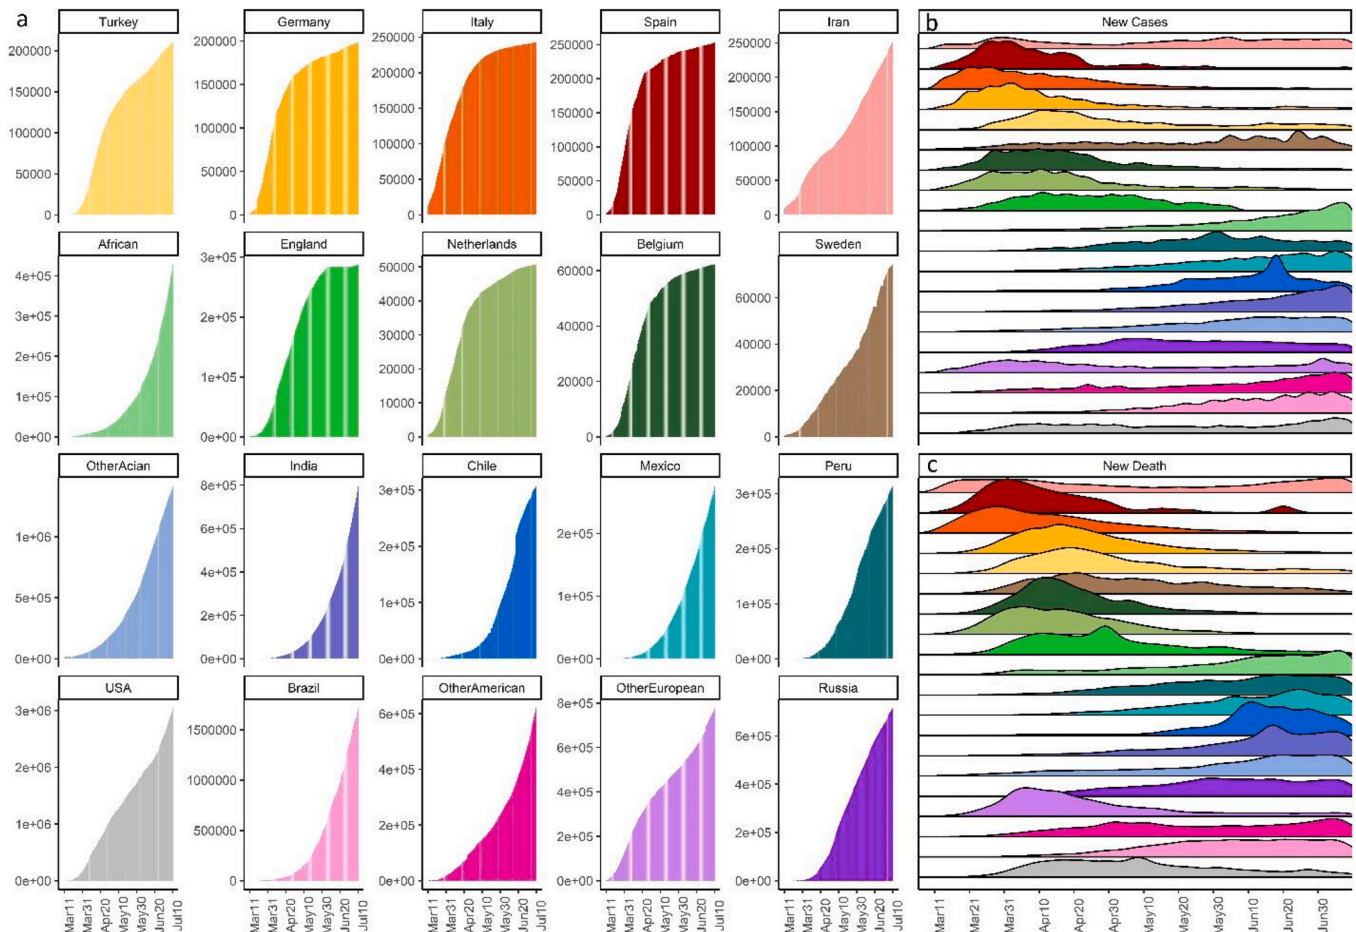 a
Turkey
Germany
Italy
Spain
Iran
200000
150000
100000
50000
0
200000
150000
100000
50000
0
250000
200000
150000
100000
50000
0
250000
200000
150000
100000
50000
0
250000
200000
150000
100000
50000
0
African
England
Netherlands
Belgium
Sweden
4e+05
3e+05
2e+05
1e+05
0e+00
3e+05
2e+05
1e+05
0e+00
50000
40000
30000
20000
10000
0
60000
40000
20000
0
60000
40000
20000
0
OtherAcian
India
Chile
Mexico
Peru
1e+06
5e+05
0e+00
8e+05
6e+05
4e+05
2e+05
0e+00
3e+05
2e+05
1e+05
0e+00
2e+05
1e+05
0e+00
3e+05
2e+05
1e+05
0e+00
USA
Brazil
OtherAmerican
OtherEuropean
Russia
3e+06
2e+06
1e+06
0e+00
1500000
1000000
500000
0
6e+05
4e+05
2e+05
0e+00
8e+05
6e+05
4e+05
2e+05
0e+00
6e+05
4e+05
2e+05
0e+00
Mar11
Mar31
Apr20
May10
May30
Jun20
Jul10
Mar11
Mar31
Apr20
May10
May30
Jun20
Jul10
Mar11
Mar31
Apr20
May10
May30
Jun20
Jul10
Mar11
Mar31
Apr20
May10
May30
Jun20
Jul10
Mar11
Mar31
Apr20
May10
May30
Jun20
Jul10
b
New Cases
c
New Death
Mar11
Mar21
Mar31
Apr10
Apr20
Apr30
May10
May20
May30
Jun10
Jun20
Jun30